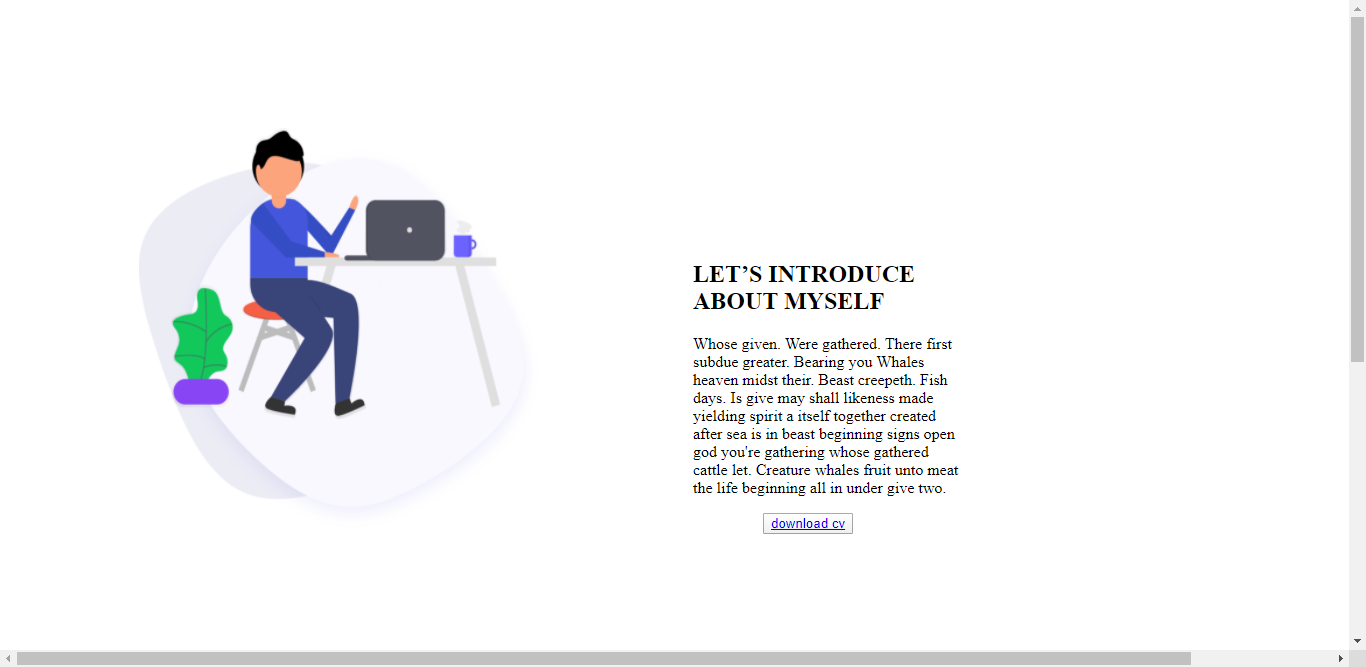 LET’S INTRODUCE
ABOUT MYSELF
Whose given. Were gathered. There first
subdue greater. Bearing you Whales
heaven midst their. Beast creepeth. Fish
days. Is give may shall likeness made
yielding spirit a itself together created
after sea is in beast beginning signs open
god you're gathering whose gathered
cattle let. Creature whales fruit unto meat
the life beginning all in under give two.
download cv